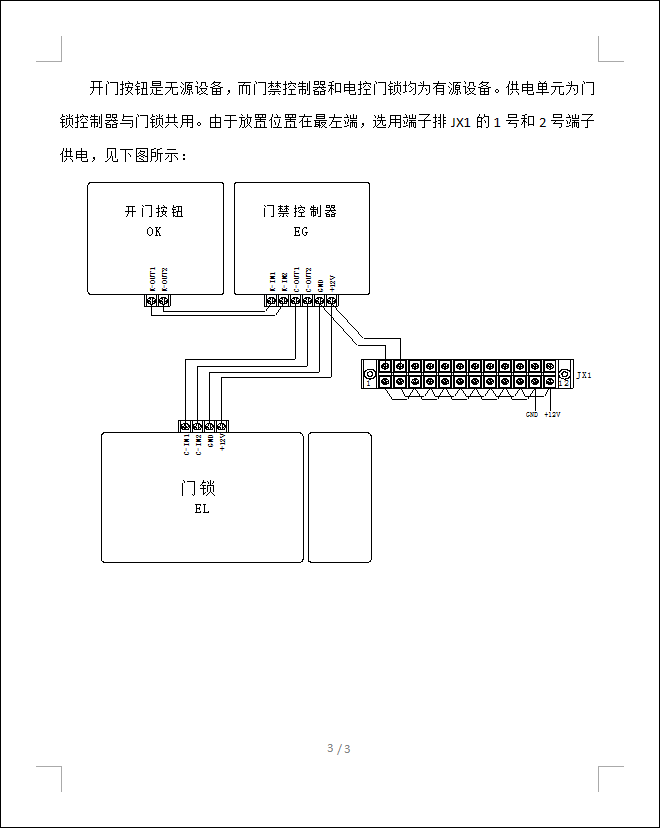 开门按钮是无源设备，而门禁控制器和电控门锁均为有源设备。供电单元为门
锁控制器与门锁共用。由于放置位置在最左端，选用端子排 JX1 的 1 号和 2 号端子
供电，见下图所示：
开门按钮
OK
K-OUT1
K-OUT2
门禁控制器
EG
K-IN1
K-IN2
C-OUT1
C-OUT2
GND
+12V
1
12
JX1
GND +12V
C-IN1
C-IN2
GND
+12V
门锁
EL
3 / 3